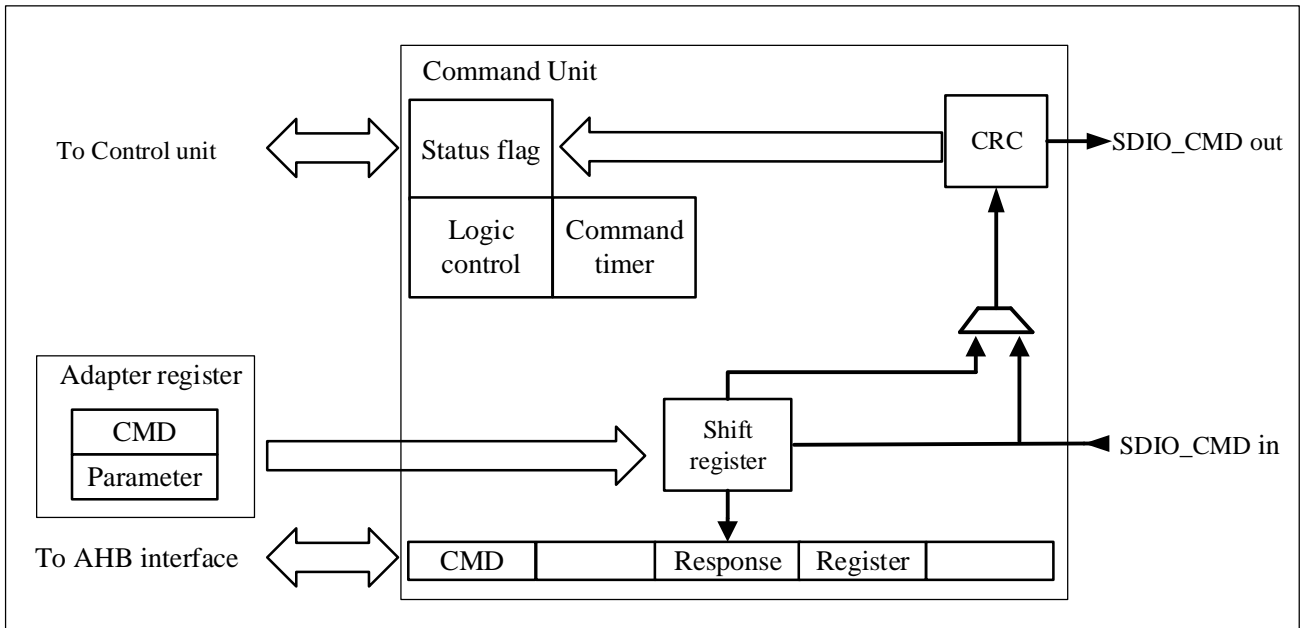 Command Unit
To Control unit
Status flag
CRC
SDIO_CMD out
Logic
control
Command
timer
Adapter register
CMD
Parameter
Shift
register
SDIO_CMD in
To AHB interface
CMD
Response
Register